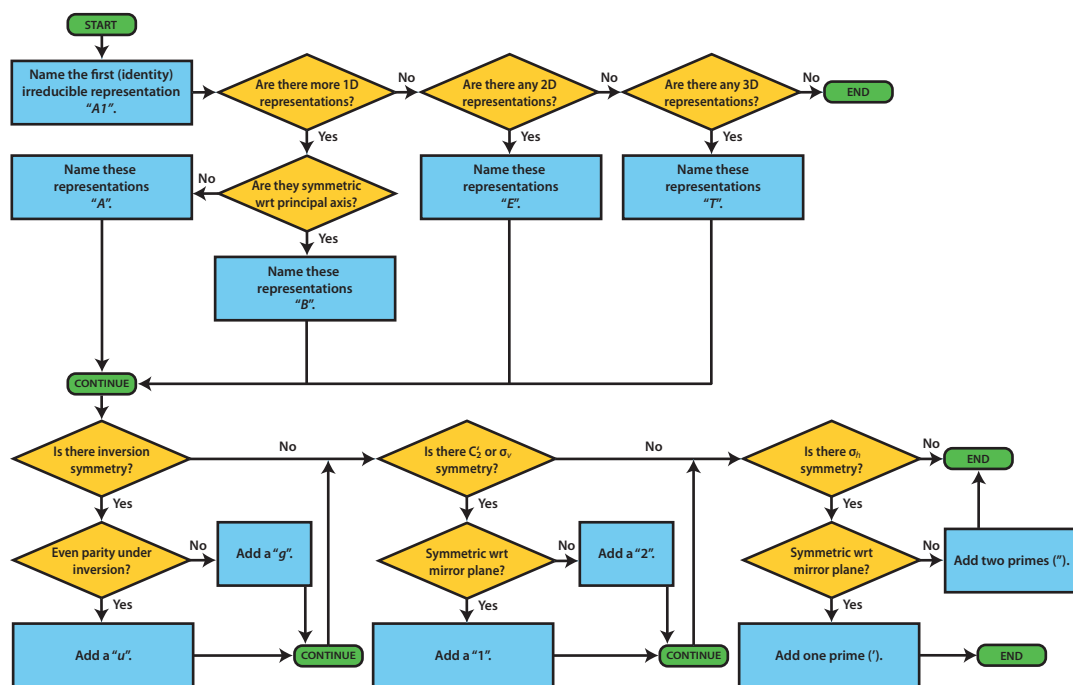 START
Name the first (identity)
irreducible representation
“A1”.
Are there more 1D
representations?
No
Are there any 2D
representations?
No
Are there any 3D
representations?
No
END
Yes
Yes
Yes
Name these
representations
“A”.
No
Are they symmetric
wrt principal axis?
Name these
representations
“E”.
Name these
representations
“T”.
Yes
Name these
representations
“B”.
CONTINUE
Is there inversion
symmetry?
No
Is there C₂′ or σᵥ
symmetry?
No
Is there σₕ
symmetry?
No
END
Yes
Yes
Yes
Even parity under
inversion?
No
Add a “g”.
Symmetric wrt
mirror plane?
No
Add a “2”.
Symmetric wrt
mirror plane?
No
Add two primes (″).
Yes
Yes
Yes
Add a “u”.
CONTINUE
Add a “1”.
CONTINUE
Add one prime (′).
END